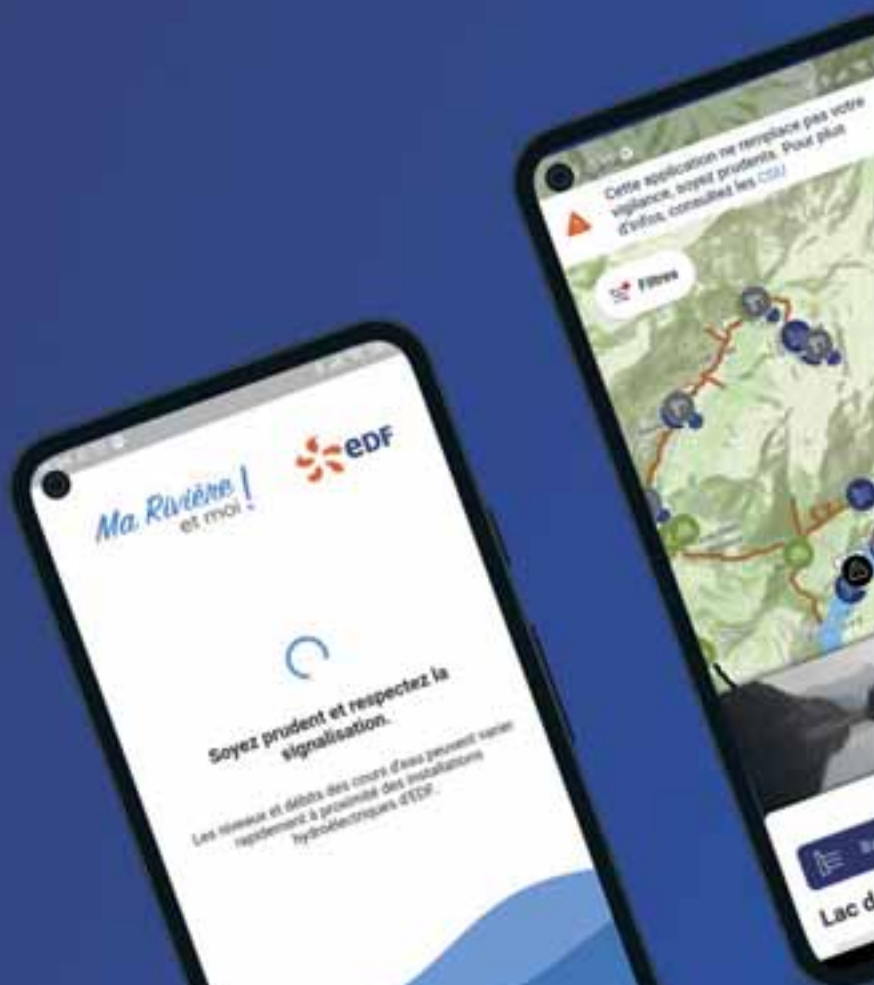 Ma Rivière !
et moi
eDF
Soyez prudent et respectez la
signalisation.
Les niveaux et débits des cours d'eau peuvent varier
rapidement à proximité des installations
hydroélectriques d'EDF.
Cette application ne remplace pas votre
vigilance, soyez prudents. Pour plus
d'infos, consultez les CGU
Filtres
Lac d